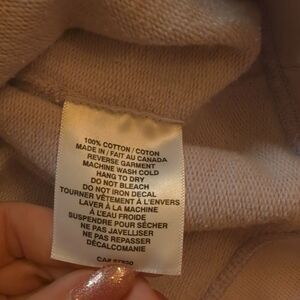 100% COTTON / COTON
MADE IN / FAIT AU CANADA
REVERSE GARMENT
MACHINE WASH COLD
HANG TO DRY
DO NOT BLEACH
DO NOT IRON DECAL
TOURNER VÊTEMENT À L'ENVERS
LAVER À LA MACHINE
À L'EAU FROIDE
SUSPENDRE POUR SÉCHER
NE PAS JAVELLISER
NE PAS REPASSER
DÉCALCOMANIE